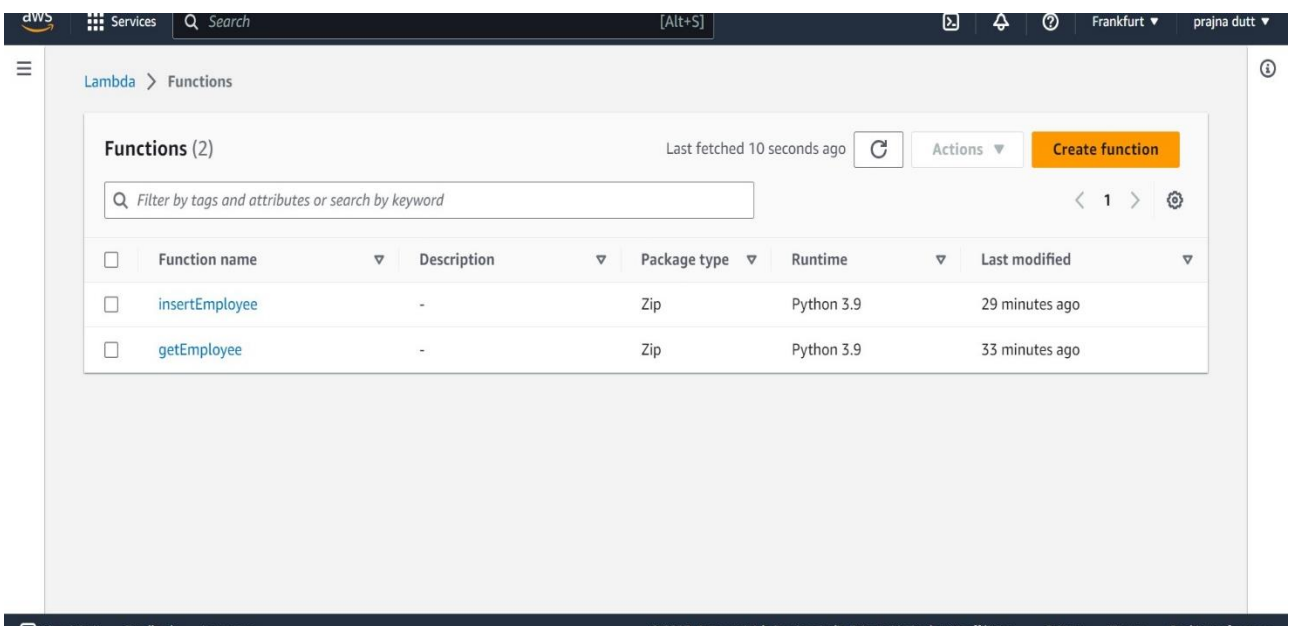 aws Services Search [Alt+S] Frankfurt prajna dutt
Lambda > Functions
Functions (2) Last fetched 10 seconds ago Actions Create function
Filter by tags and attributes or search by keyword < 1 >
Function name Description Package type Runtime Last modified
insertEmployee - Zip Python 3.9 29 minutes ago
getEmployee - Zip Python 3.9 33 minutes ago